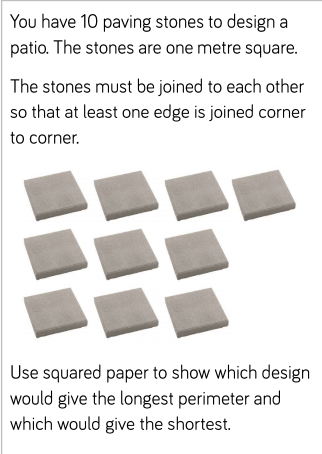 You have 10 paving stones to design a
patio. The stones are one metre square.
The stones must be joined to each other
so that at least one edge is joined corner
to corner.
Use squared paper to show which design
would give the longest perimeter and
which would give the shortest.